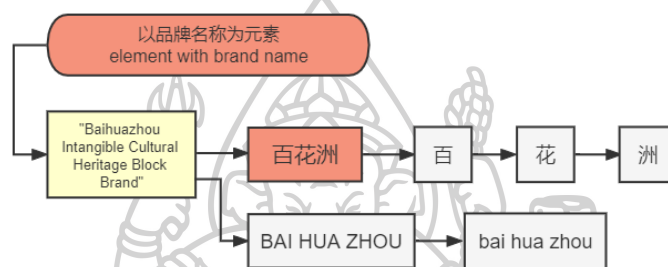 以品牌名称为元素
element with brand name
"Baihuazhou
Intangible Cultural
Heritage Block
Brand"
百花洲
百
花
洲
BAI HUA ZHOU
bai hua zhou